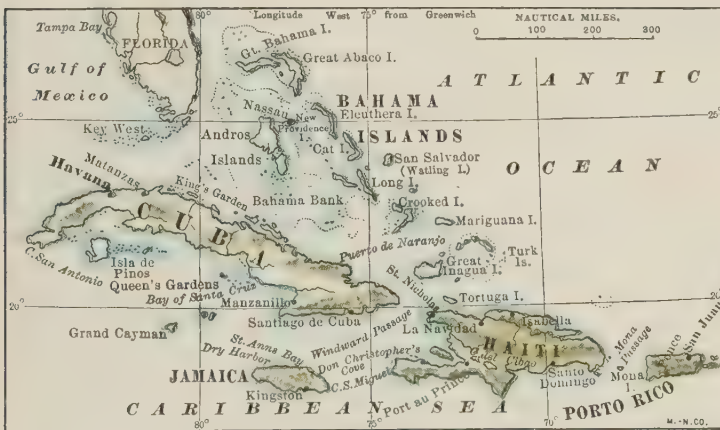 80° Longitude West 75° from Greenwich
NAUTICAL MILES.
0 100 200 300
Tampa Bay
FLORIDA
Gulf of
Mexico
Gt. Bahama I.
Great Abaco I.
ATLANTIC
OCEAN
BAHAMA
ISLANDS
Nassau
New
Providence
I.
Eleuthera I.
25
25
Key West
Andros
Islands
Cat I.
San Salvador
(Watling I.)
Long I.
Crooked I.
Mariguana I.
Matanzas
Havana
King's Garden
Bahama Bank
CUBA
Puerto de Naranjo
Great
Inagua I.
Turk
Is.
C. San Antonio
Isla de
Pinos
Queen's Gardens
Bay of Santa Cruz
Manzanillo
St. Nicholas
Tortuga I.
20
20
Grand Cayman
Santiago de Cuba
Windward Passage
La Navidad
Isabella
Mona
Passage
San Juan
St. Anns Bay
Dry Harbor
Don Christopher's
Cove
HAITI
Cibao
JAMAICA
C. S. Miguel
Santo
Domingo
Mona
I.
Kingston
Port au Prince
PORTO RICO
CARIBBEAN SEA
80°
75
70
M.-N. CO.